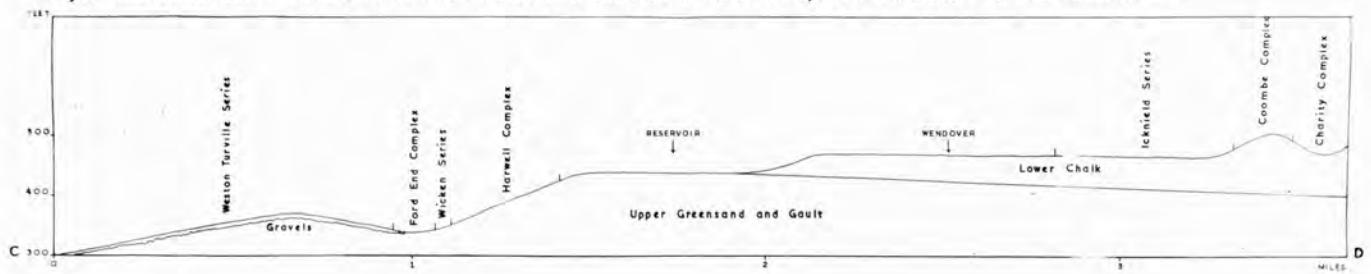 FEET
500
400
300
C
Weston Turville Series
Gravels
Ford End Complex
Wicken Series
Harwell Complex
RESERVOIR
Upper Greensand and Gault
WENDOVER
Lower Chalk
Icknield Series
Coombe Complex
Charity Complex
D
0
1
2
3
MILES